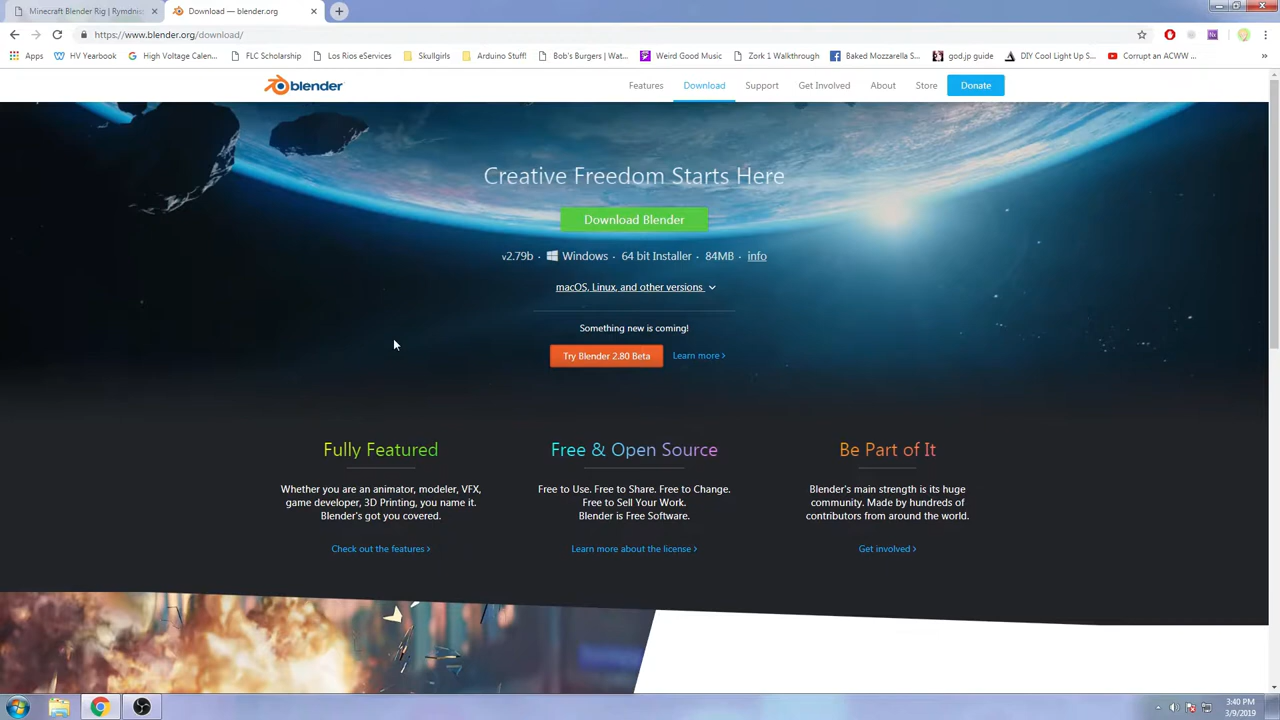 Minecraft Blender Rig | Rymdnis
Download — blender.org
https://www.blender.org/download/
Apps
HV Yearbook
High Voltage Calen...
FLC Scholarship
Los Rios eServices
Skullgirls
Arduino Stuff!
Bob's Burgers | Wat...
Weird Good Music
Zork 1 Walkthrough
Baked Mozzarella S...
god.jp guide
DIY Cool Light Up S...
Corrupt an ACWW ...
blender
Features
Download
Support
Get Involved
About
Store
Donate
Creative Freedom Starts Here
Download Blender
v2.79b · Windows · 64 bit Installer · 84MB · info
macOS, Linux, and other versions
Something new is coming!
Try Blender 2.80 Beta
Learn more ›
Fully Featured
Whether you are an animator, modeler, VFX,
game developer, 3D Printing, you name it.
Blender's got you covered.
Check out the features ›
Free & Open Source
Free to Use. Free to Share. Free to Change.
Free to Sell Your Work.
Blender is Free Software.
Learn more about the license ›
Be Part of It
Blender's main strength is its huge
community. Made by hundreds of
contributors from around the world.
Get involved ›
3:40 PM
3/9/2019